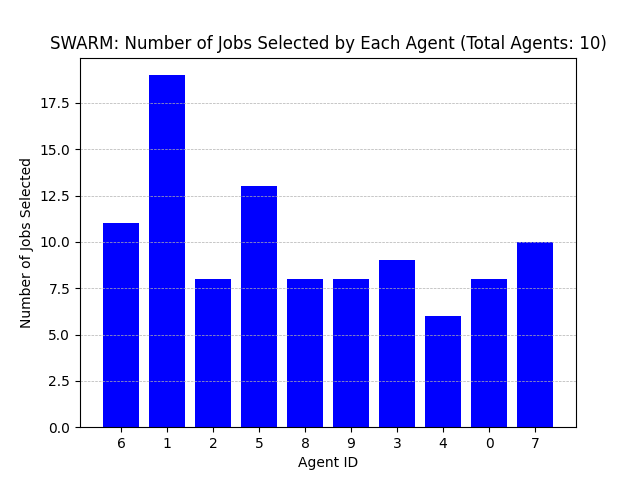 SWARM: Number of Jobs Selected by Each Agent (Total Agents: 10)
Number of Jobs Selected
17.5
15.0
12.5
10.0
7.5
5.0
2.5
0.0
6 1 2 5 8 9 3 4 0 7
Agent ID